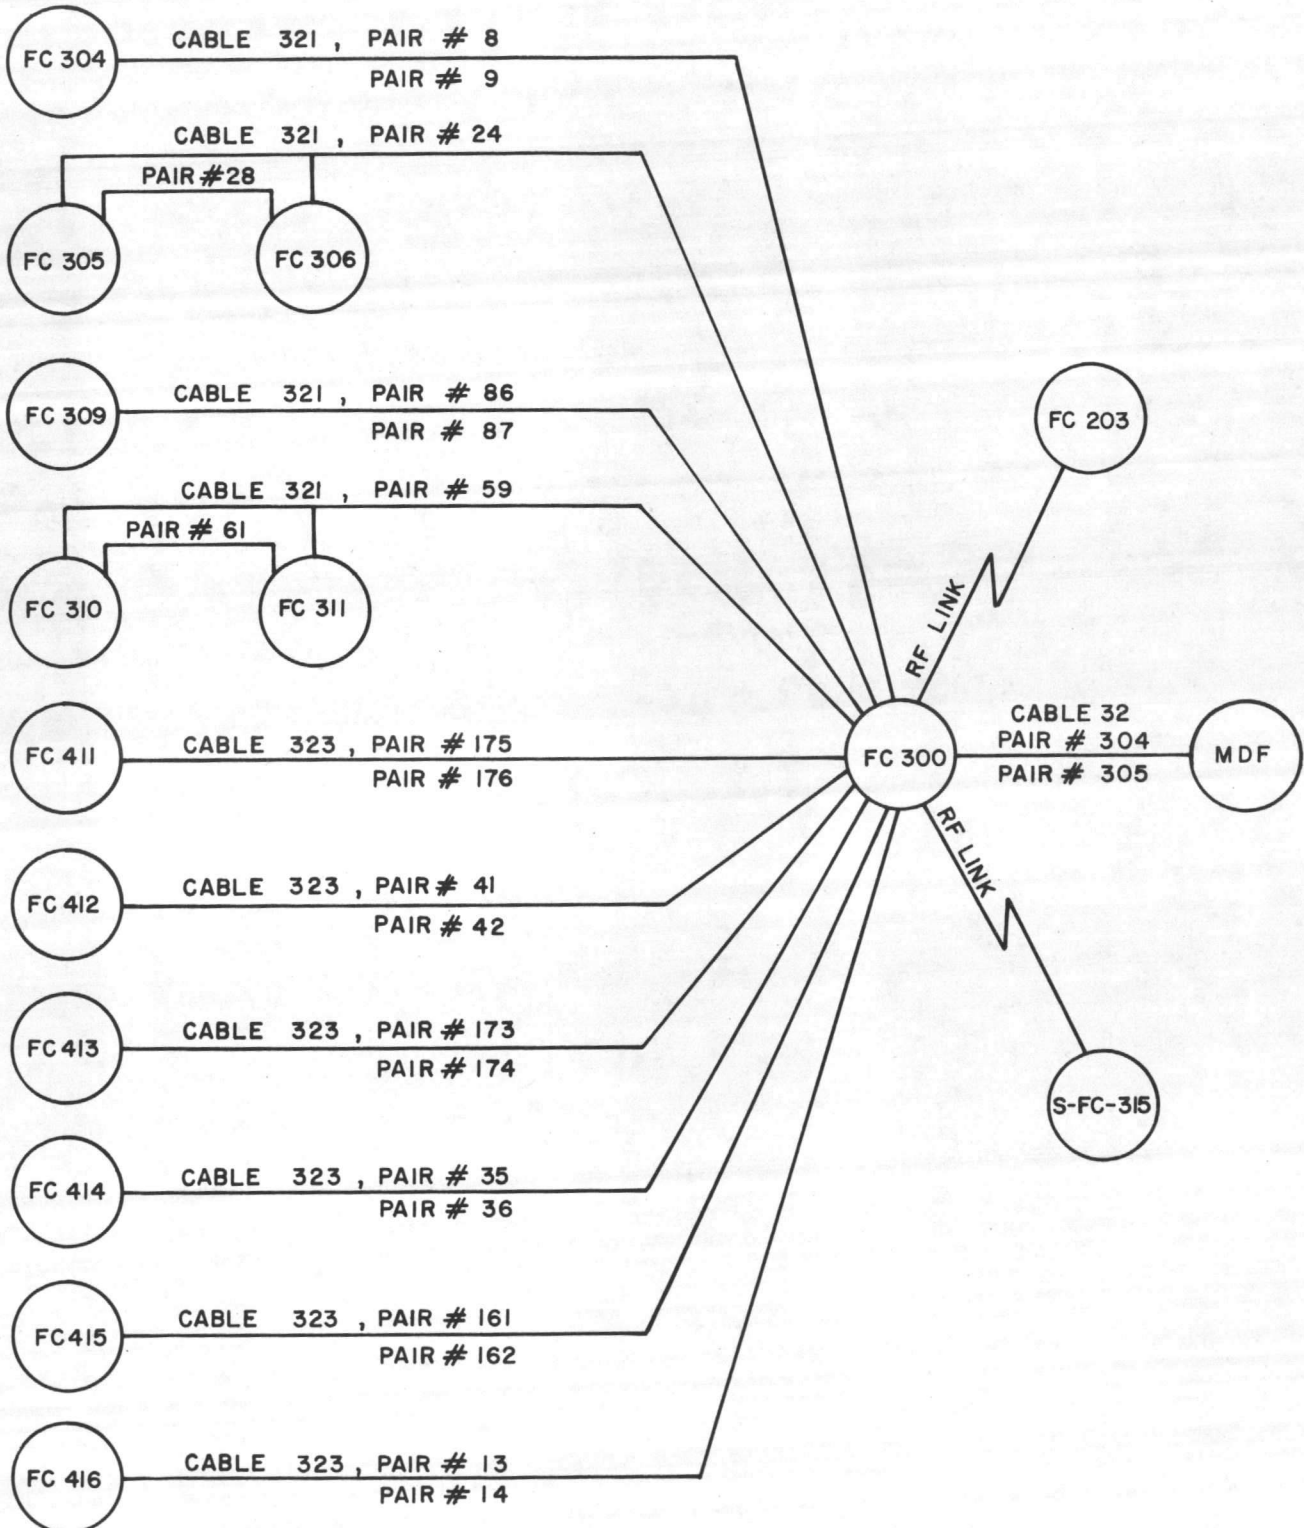 FC 304
CABLE 321 , PAIR # 8
PAIR # 9
CABLE 321 , PAIR # 24
PAIR # 28
FC 305
FC 306
FC 309
CABLE 321 , PAIR # 86
PAIR # 87
CABLE 321 , PAIR # 59
PAIR # 61
FC 310
FC 311
FC 411
CABLE 323 , PAIR # 175
PAIR # 176
FC 412
CABLE 323 , PAIR # 41
PAIR # 42
FC 413
CABLE 323 , PAIR # 173
PAIR # 174
FC 414
CABLE 323 , PAIR # 35
PAIR # 36
FC 415
CABLE 323 , PAIR # 161
PAIR # 162
FC 416
CABLE 323 , PAIR # 13
PAIR # 14
FC 203
RF LINK
FC 300
CABLE 32
PAIR # 304
PAIR # 305
MDF
RF LINK
S-FC-315